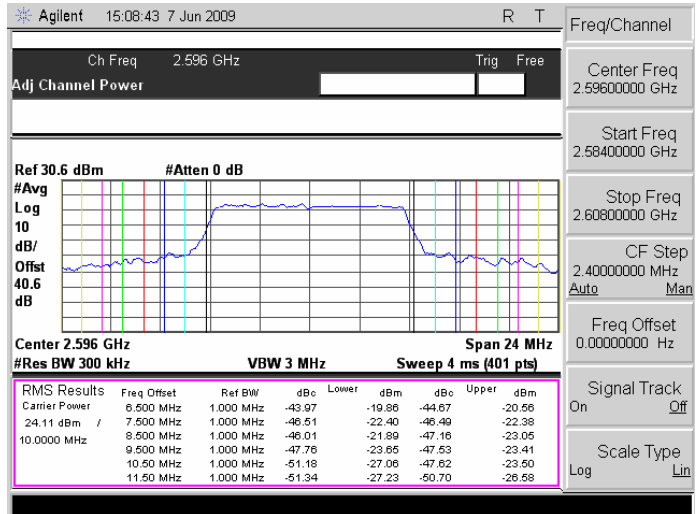 Agilent 15:08:43 7 Jun 2009 R T
Ch Freq 2.596 GHz Trig Free
Adj Channel Power
Ref 30.6 dBm #Atten 0 dB
#Avg
Log
10
dB/
Offst
40.6
dB
Center 2.596 GHz Span 24 MHz
#Res BW 300 kHz VBW 3 MHz Sweep 4 ms (401 pts)
RMS Results Freq Offset Ref BW dBc Lower dBm dBc Upper dBm
Carrier Power 6.500 MHz 1.000 MHz -43.97 -19.86 -44.67 -20.56
24.11 dBm / 7.500 MHz 1.000 MHz -46.51 -22.40 -46.49 -22.38
10.0000 MHz 8.500 MHz 1.000 MHz -46.01 -21.89 -47.16 -23.05
9.500 MHz 1.000 MHz -47.76 -23.65 -47.53 -23.41
10.50 MHz 1.000 MHz -51.18 -27.06 -47.62 -23.50
11.50 MHz 1.000 MHz -51.34 -27.23 -50.70 -26.58
Freq/Channel
Center Freq
2.59600000 GHz
Start Freq
2.58400000 GHz
Stop Freq
2.60800000 GHz
CF Step
2.40000000 MHz
Auto Man
Freq Offset
0.00000000 Hz
Signal Track
On Off
Scale Type
Log Lin